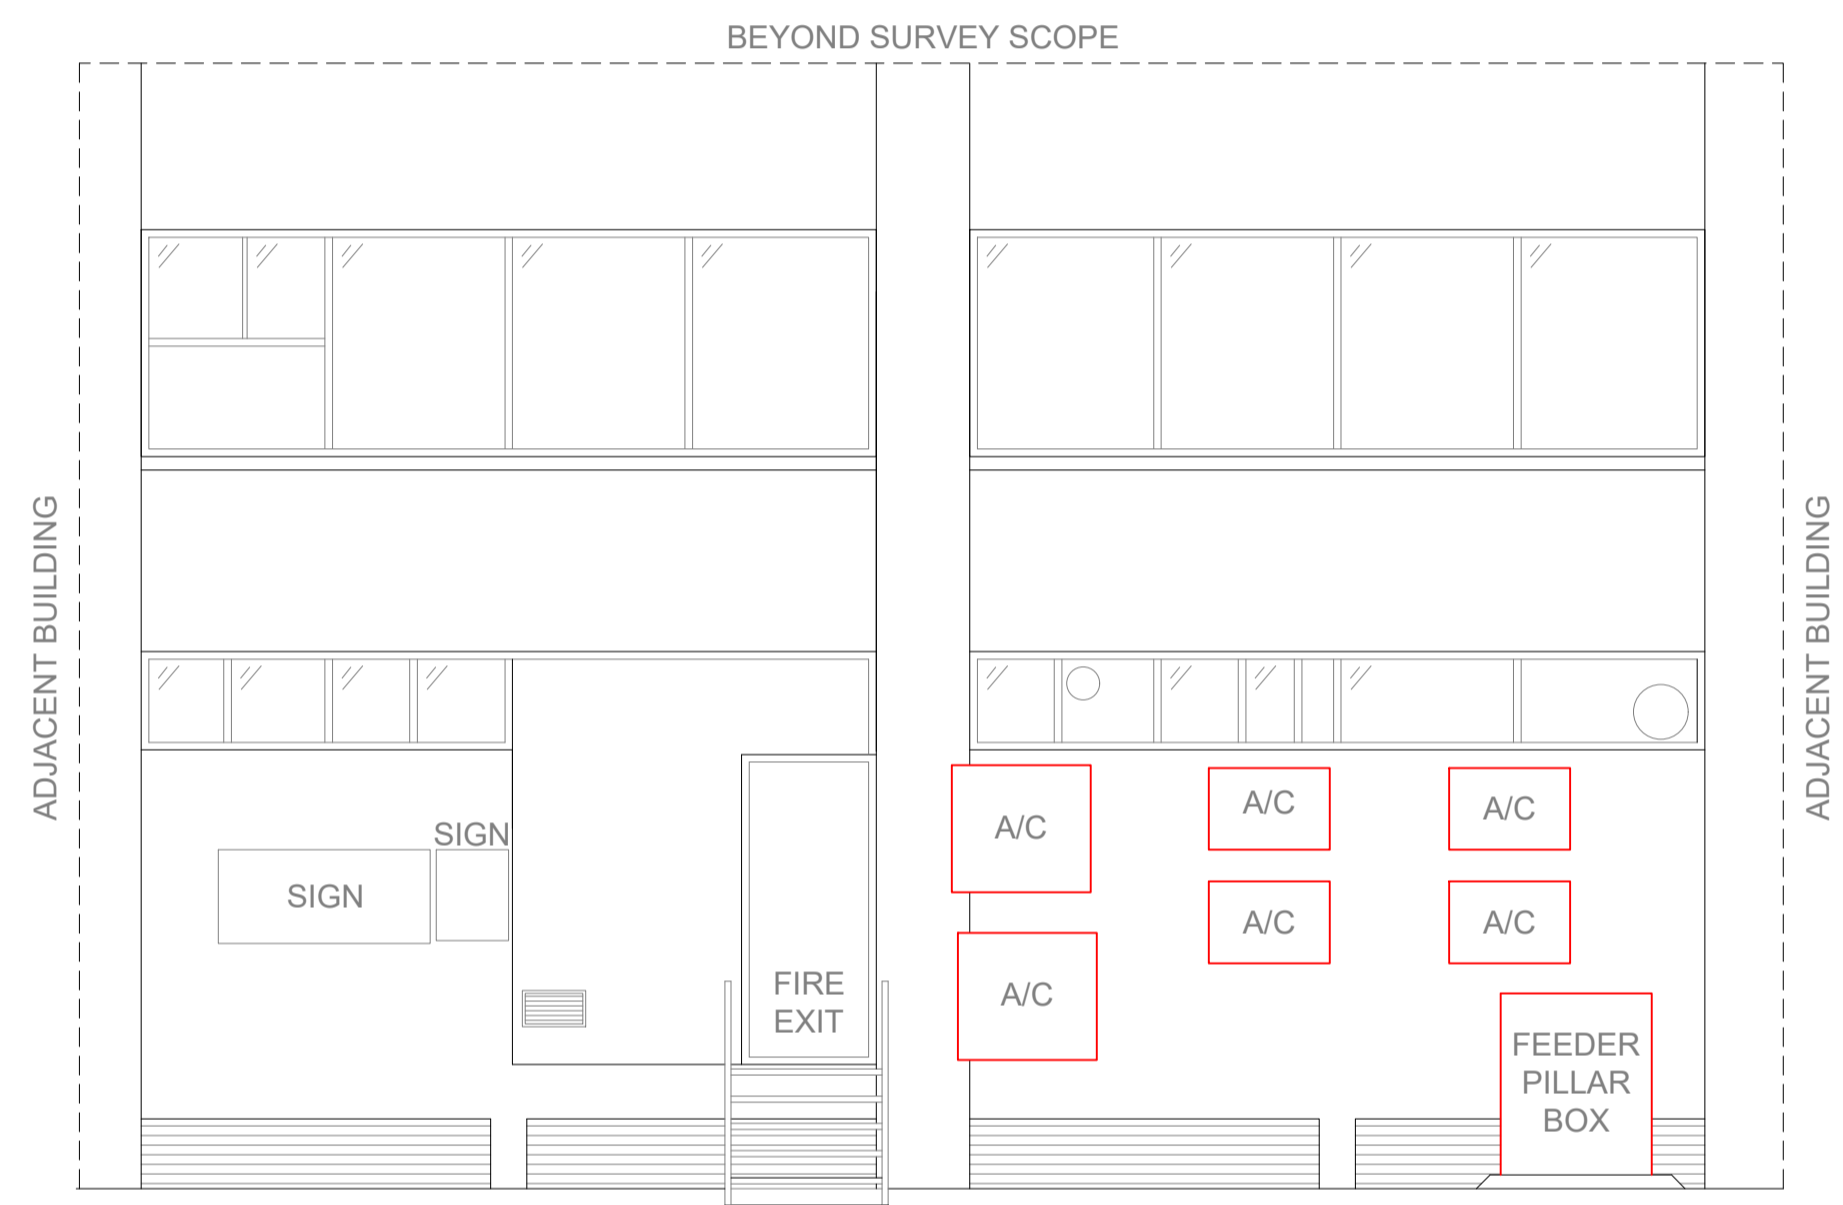 BEYOND SURVEY SCOPE
ADJACENT BUILDING
ADJACENT BUILDING
SIGN
SIGN
FIRE
EXIT
A/C
A/C
A/C
A/C
A/C
A/C
FEEDER
PILLAR
BOX